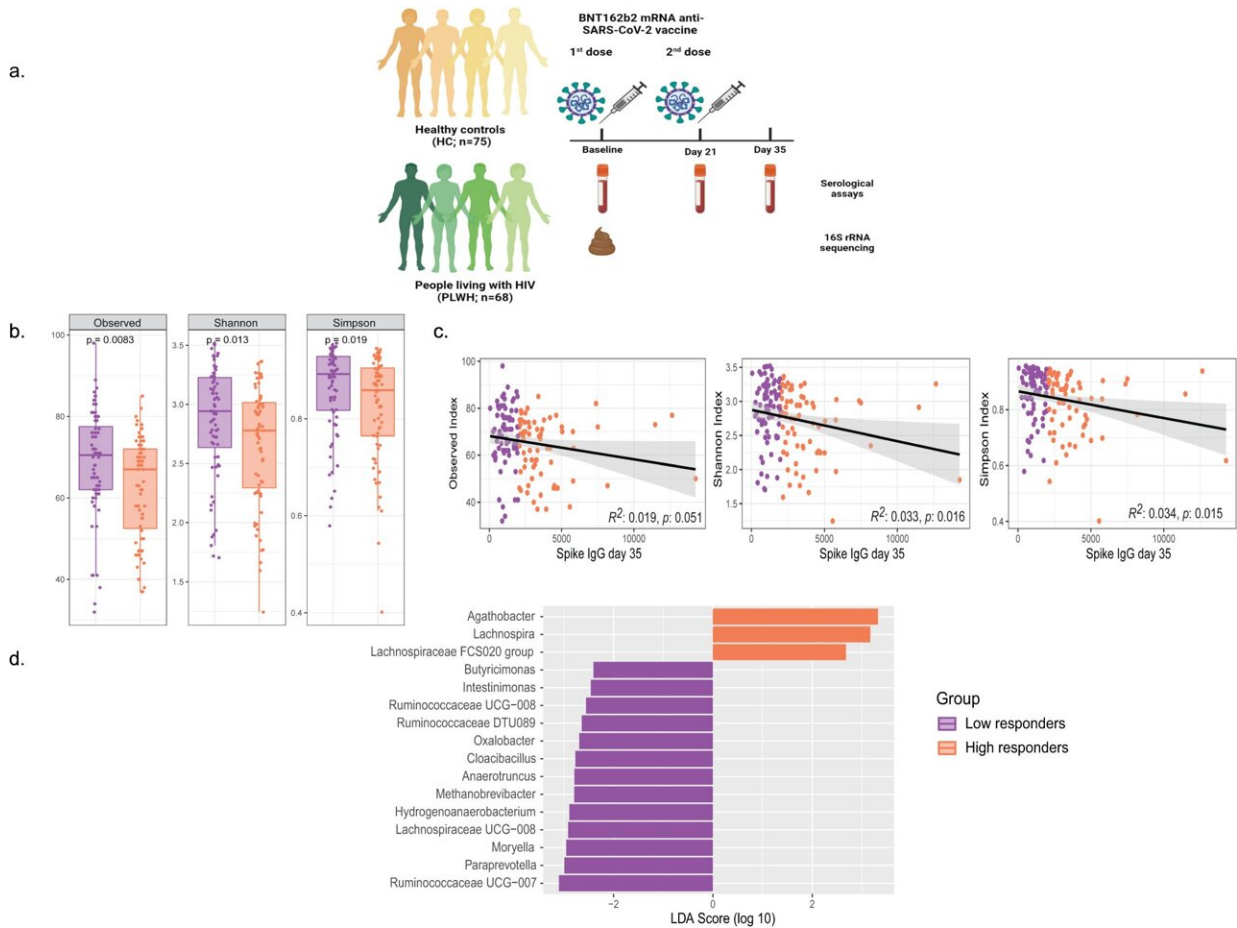 a.
BNT162b2 mRNA anti-
SARS-CoV-2 vaccine
1st dose
2nd dose
Healthy controls
(HC; n=75)
Baseline
Day 21
Day 35
Serological
assays
16S rRNA
sequencing
People living with HIV
(PLWH; n=68)
b.
Observed
Shannon
Simpson
p = 0.0083
p = 0.013
p = 0.019
100
80
60
40
3.5
3.0
2.5
2.0
1.5
0.8
0.6
0.4
c.
Observed Index
100
80
60
40
0
5000
10000
R2: 0.019, p: 0.051
Spike IgG day 35
Shannon Index
3.5
3.0
2.5
2.0
1.5
0
5000
10000
R2: 0.033, p: 0.016
Spike IgG day 35
Simpson Index
0.8
0.6
0.4
0
5000
10000
R2: 0.034, p: 0.015
Spike IgG day 35
d.
Agathobacter
Lachnospira
Lachnospiraceae FCS020 group
Butyricimonas
Intestinimonas
Ruminococcaceae UCG−008
Ruminococcaceae DTU089
Oxalobacter
Cloacibacillus
Anaerotruncus
Methanobrevibacter
Hydrogenoanaerobacterium
Lachnospiraceae UCG−008
Moryella
Paraprevotella
Ruminococcaceae UCG−007
−2
0
2
LDA Score (log 10)
Group
Low responders
High responders